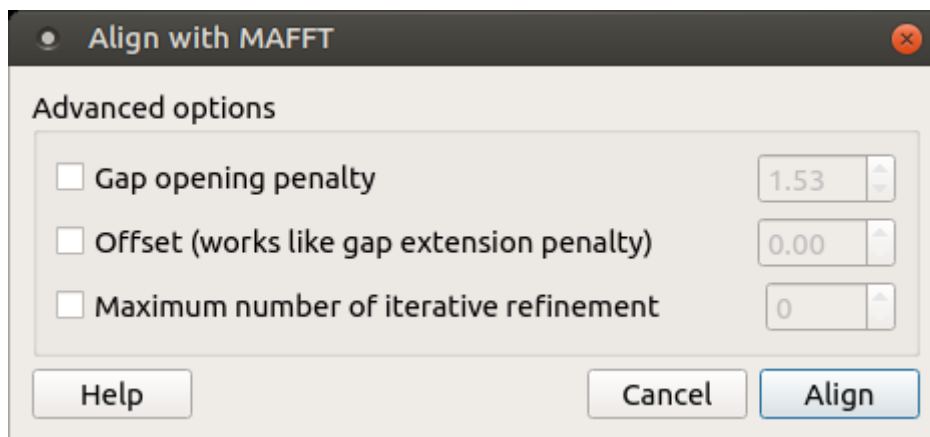 Align with MAFFT
Advanced options
Gap opening penalty 1.53
Offset (works like gap extension penalty) 0.00
Maximum number of iterative refinement 0
Help Cancel Align